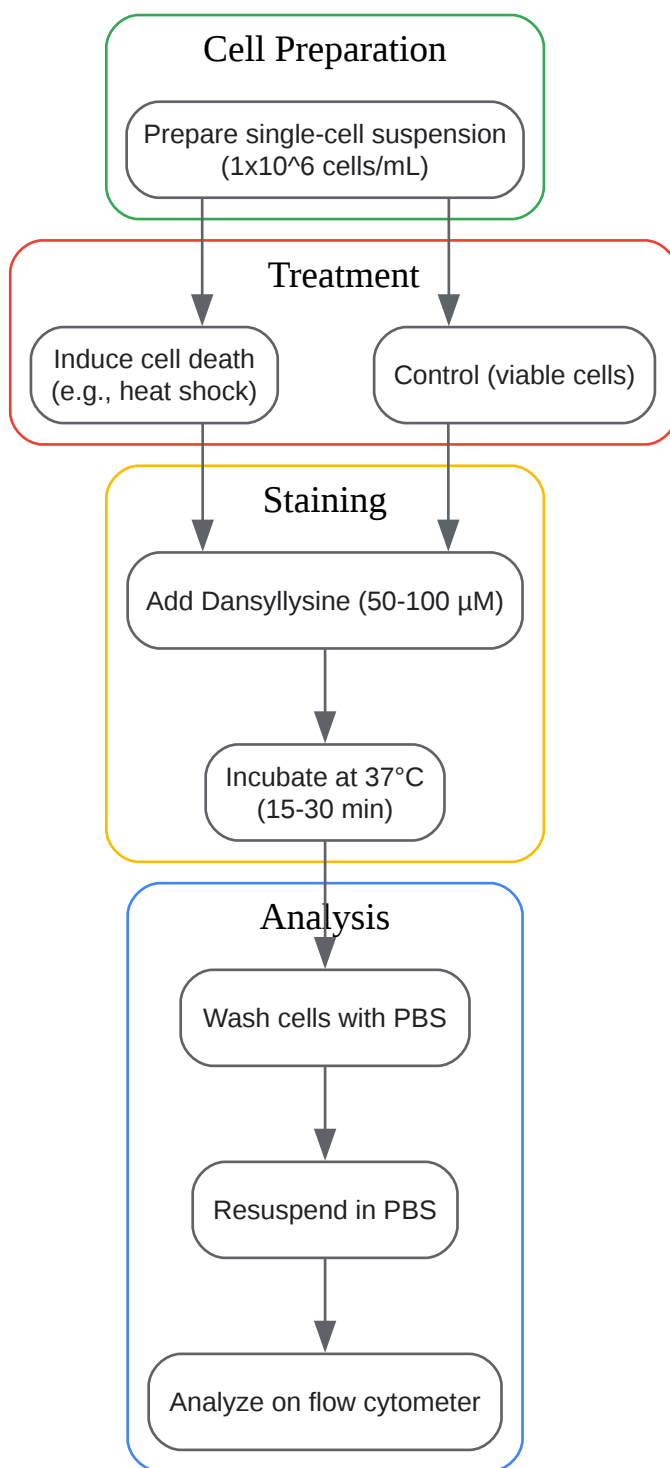 Cell Preparation
Prepare single-cell suspension
(1x10^6 cells/mL)
Treatment
Induce cell death
(e.g., heat shock)
Control (viable cells)
Staining
Add Dansyllysine (50-100 µM)
Incubate at 37°C
(15-30 min)
Analysis
Wash cells with PBS
Resuspend in PBS
Analyze on flow cytometer